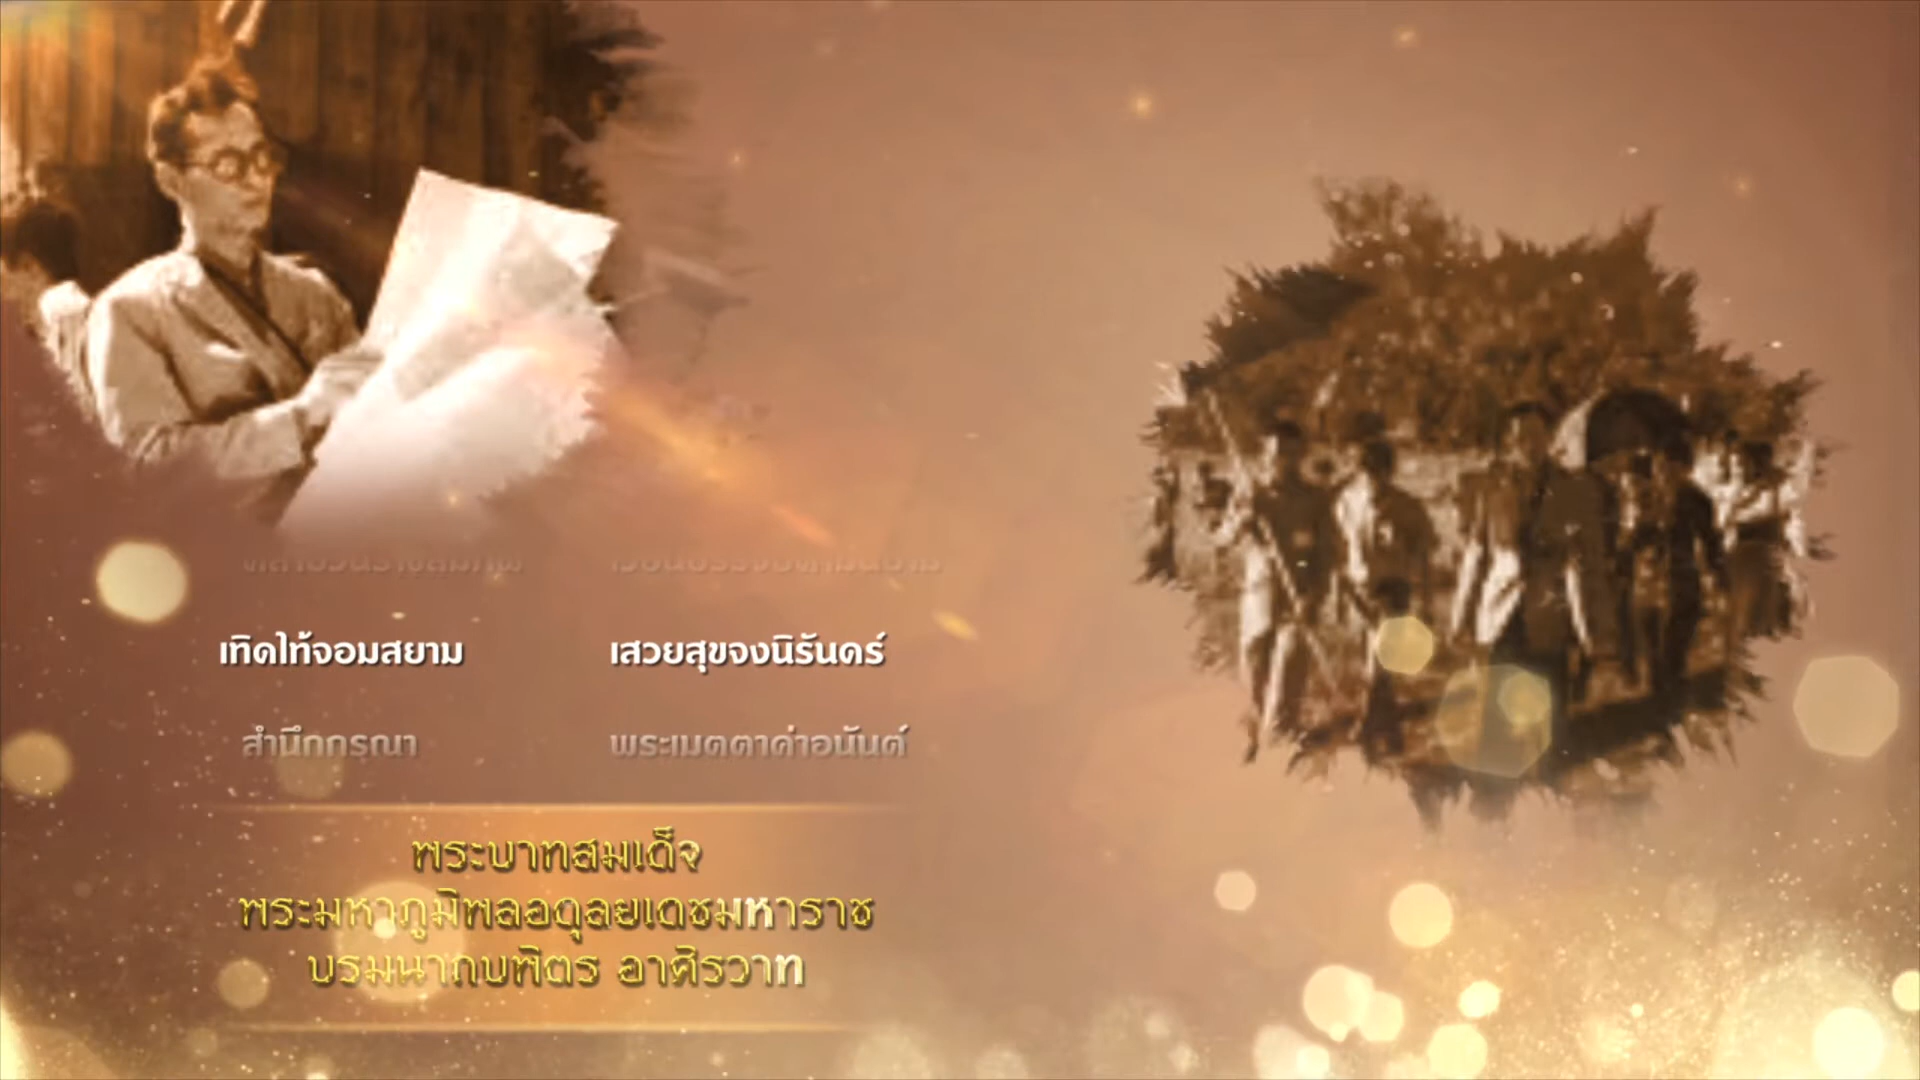 เทิดไท้จอมสยาม เสวยสุขจงนิรันดร์
สำนึกกรุณา พระเมตตาค่าอนันต์
พระบาทสมเด็จ
พระมหาภูมิพลอดุลยเดชมหาราช
บรมนาถบพิตร อาศิรวาท